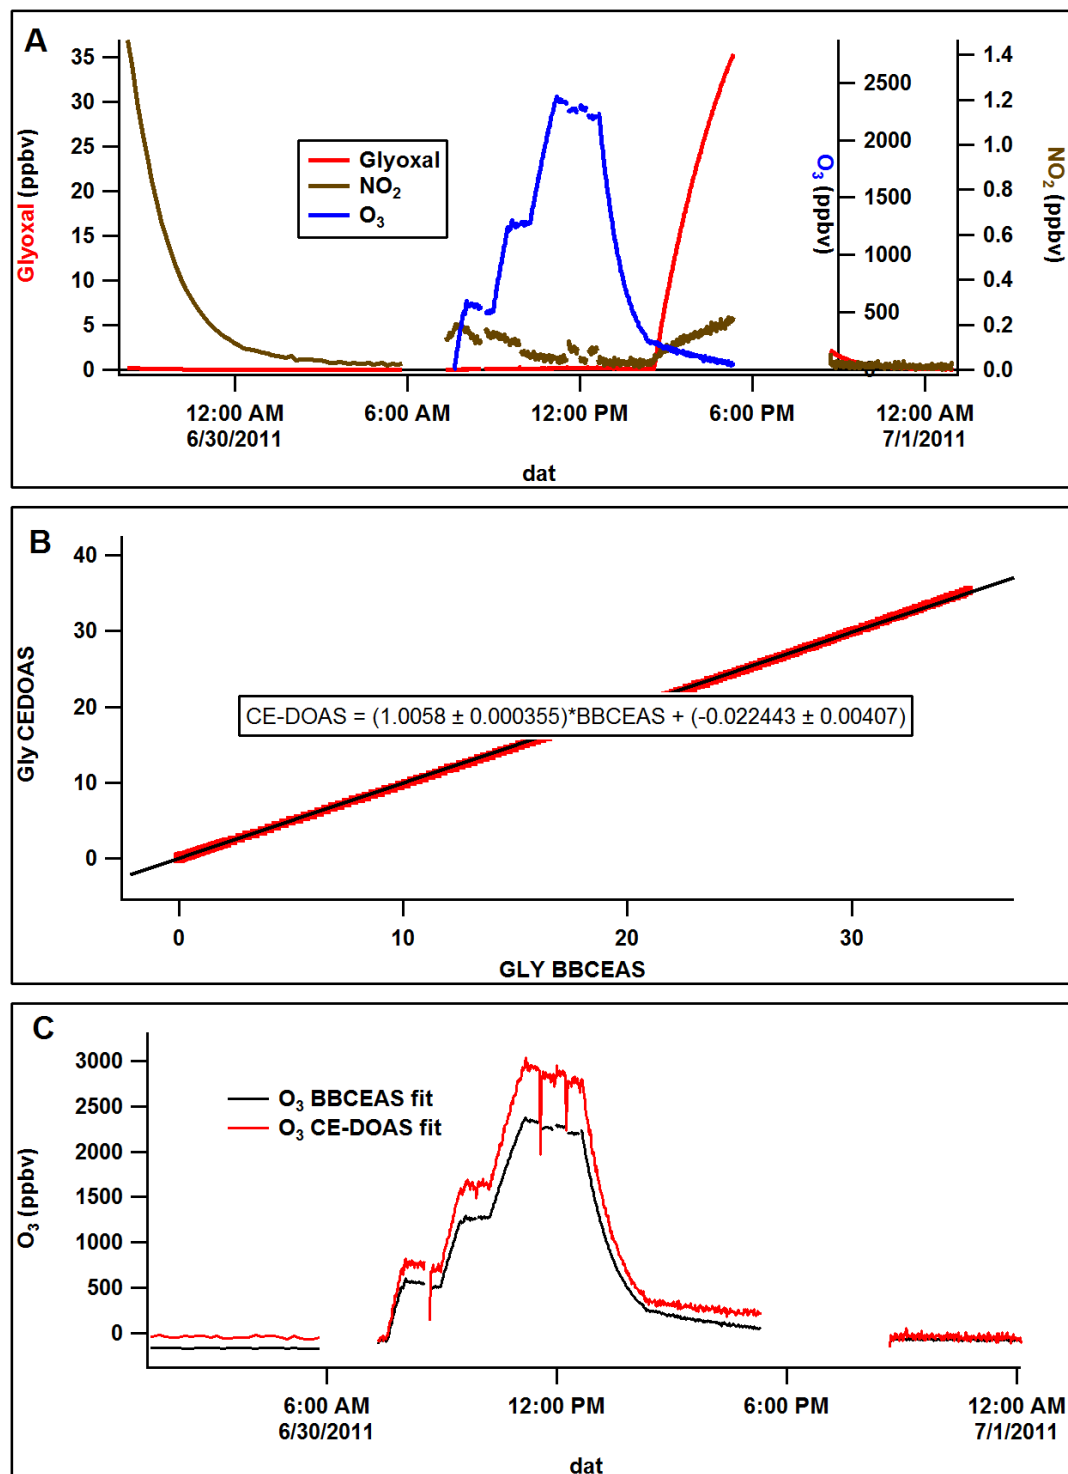 A
35
30
25
20
15
10
5
0
Glyoxal (ppbv)
Glyoxal
NO2
O3
2500
2000
1500
1000
500
O3 (ppbv)
1.4
1.2
1.0
0.8
0.6
0.4
0.2
0.0
NO2 (ppbv)
12:00 AM
6/30/2011
6:00 AM
12:00 PM
6:00 PM
12:00 AM
7/1/2011
dat
B
40
30
20
10
0
Gly CEDOAS
CE-DOAS = (1.0058 ± 0.000355)*BBCEAS + (-0.022443 ± 0.00407)
0
10
20
30
GLY BBCEAS
C
3000
2500
2000
1500
1000
500
0
O3 (ppbv)
O3 BBCEAS fit
O3 CE-DOAS fit
6:00 AM
6/30/2011
12:00 PM
6:00 PM
12:00 AM
7/1/2011
dat